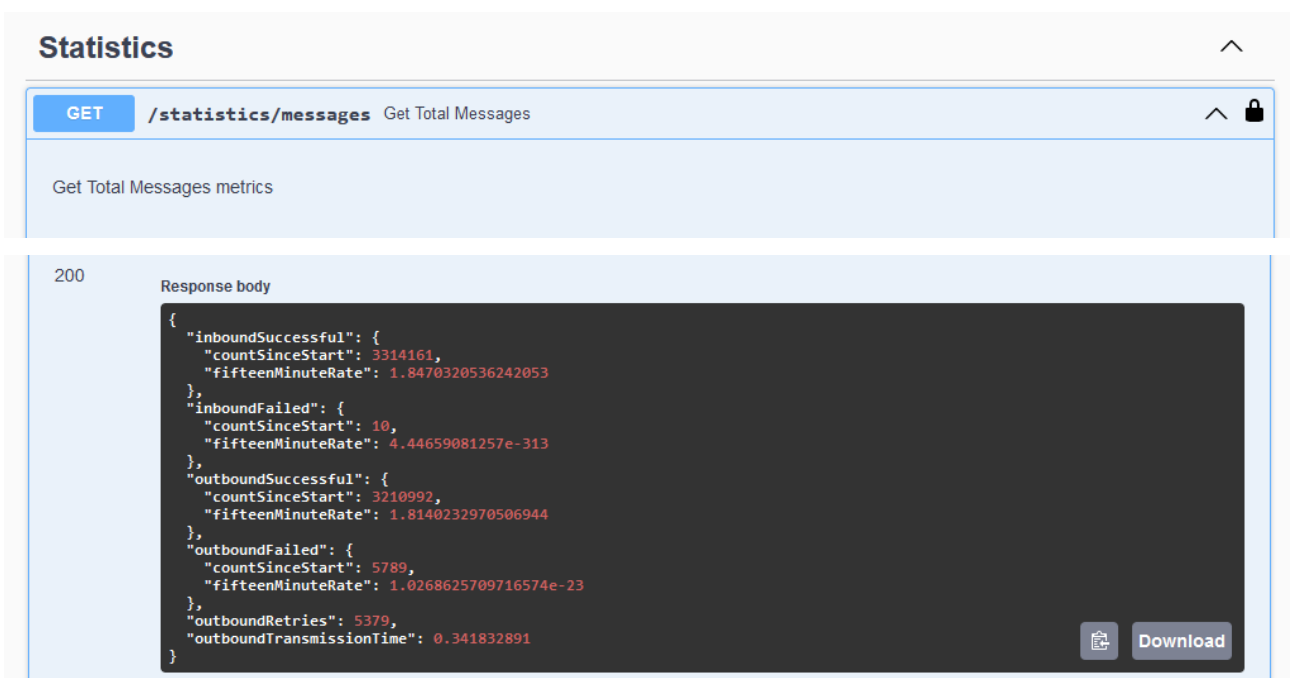 Statistics
GET /statistics/messages Get Total Messages
Get Total Messages metrics
200
Response body
{
  "inboundSuccessful": {
    "countSinceStart": 3314161,
    "fifteenMinuteRate": 1.8470320536242053
  },
  "inboundFailed": {
    "countSinceStart": 10,
    "fifteenMinuteRate": 4.44659081257e-313
  },
  "outboundSuccessful": {
    "countSinceStart": 3210992,
    "fifteenMinuteRate": 1.8140232970506944
  },
  "outboundFailed": {
    "countSinceStart": 5789,
    "fifteenMinuteRate": 1.0268625709716574e-23
  },
  "outboundRetries": 5379,
  "outboundTransmissionTime": 0.341832891
}
Download